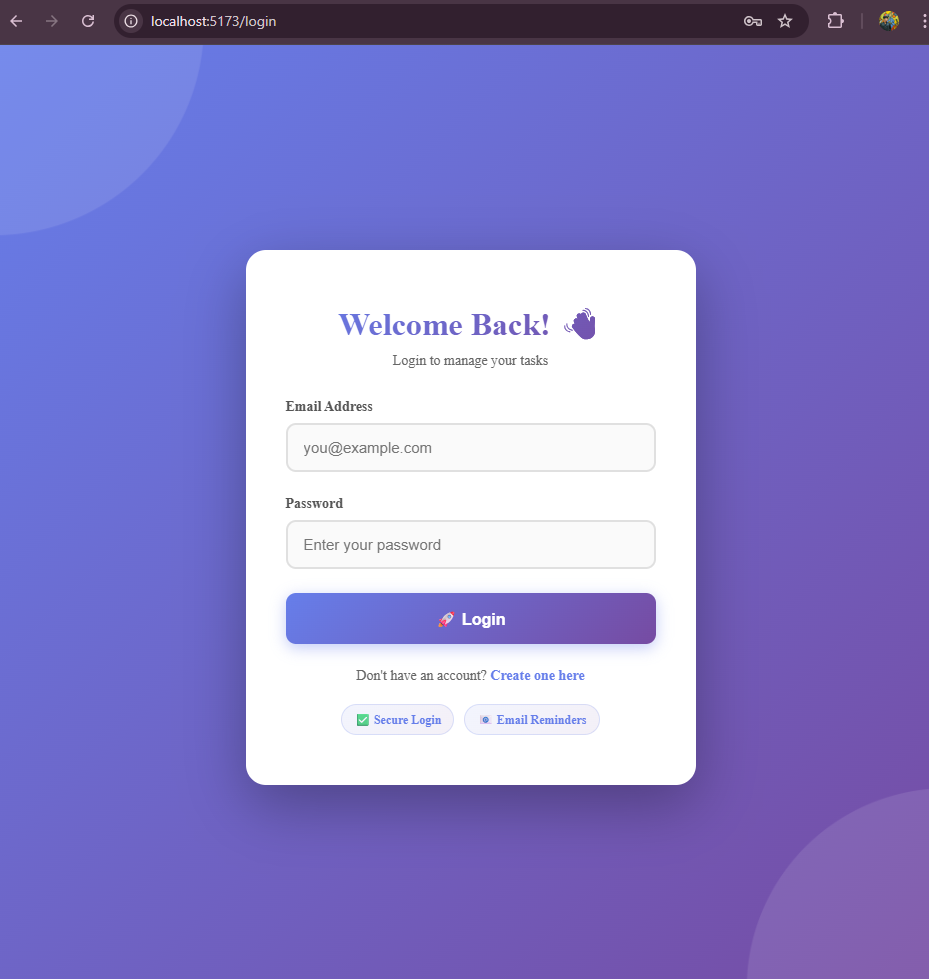 localhost:5173/login
Welcome Back! 👋
Login to manage your tasks
Email Address
you@example.com
Password
Enter your password
🚀 Login
Don't have an account? Create one here
✅ Secure Login
📧 Email Reminders